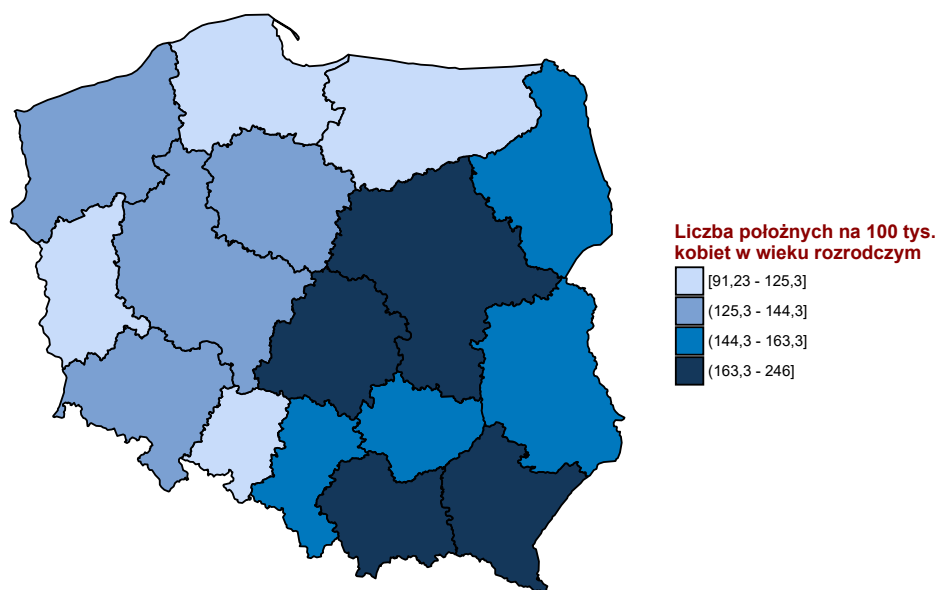 Liczba położnych na 100 tys.
kobiet w wieku rozrodczym
[91,23 - 125,3]
(125,3 - 144,3]
(144,3 - 163,3]
(163,3 - 246]